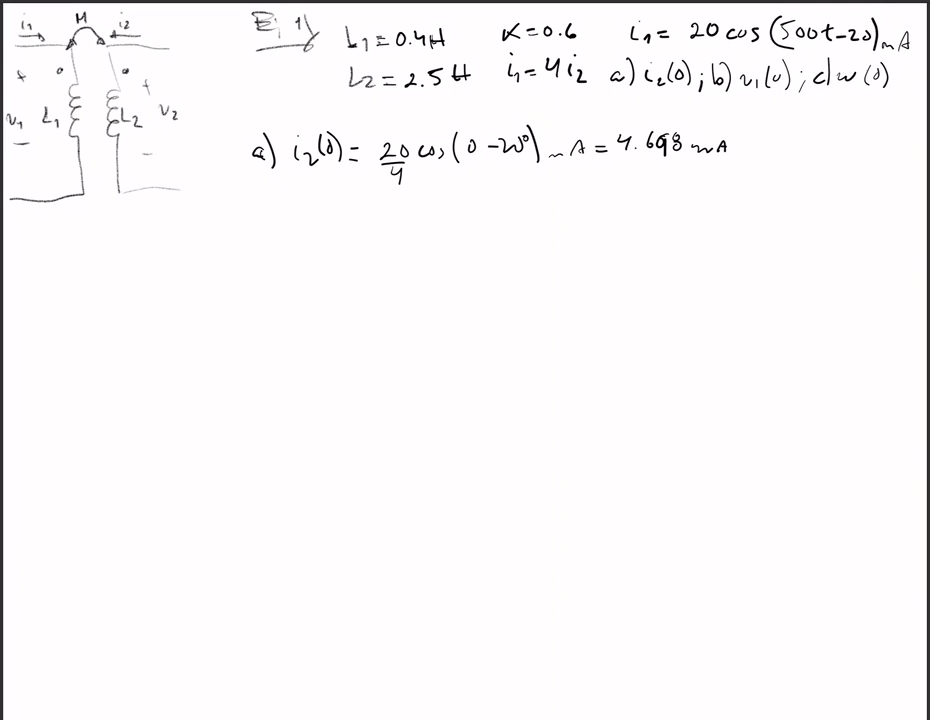 i₁ M i₂
Ej 1) L₁ = 0.4H K = 0.6 i₁ = 20 cos (500t - 20) mA
L₂ = 2.5 H i₁ = 4 i₂ a) i₂(0) ; b) v₁(0) ; c) w (0)
+ +
v₁ L₁ L₂ v₂
- -
a) i₂(0) = 20/4 cos (0 - 20°) mA = 4.698 mA